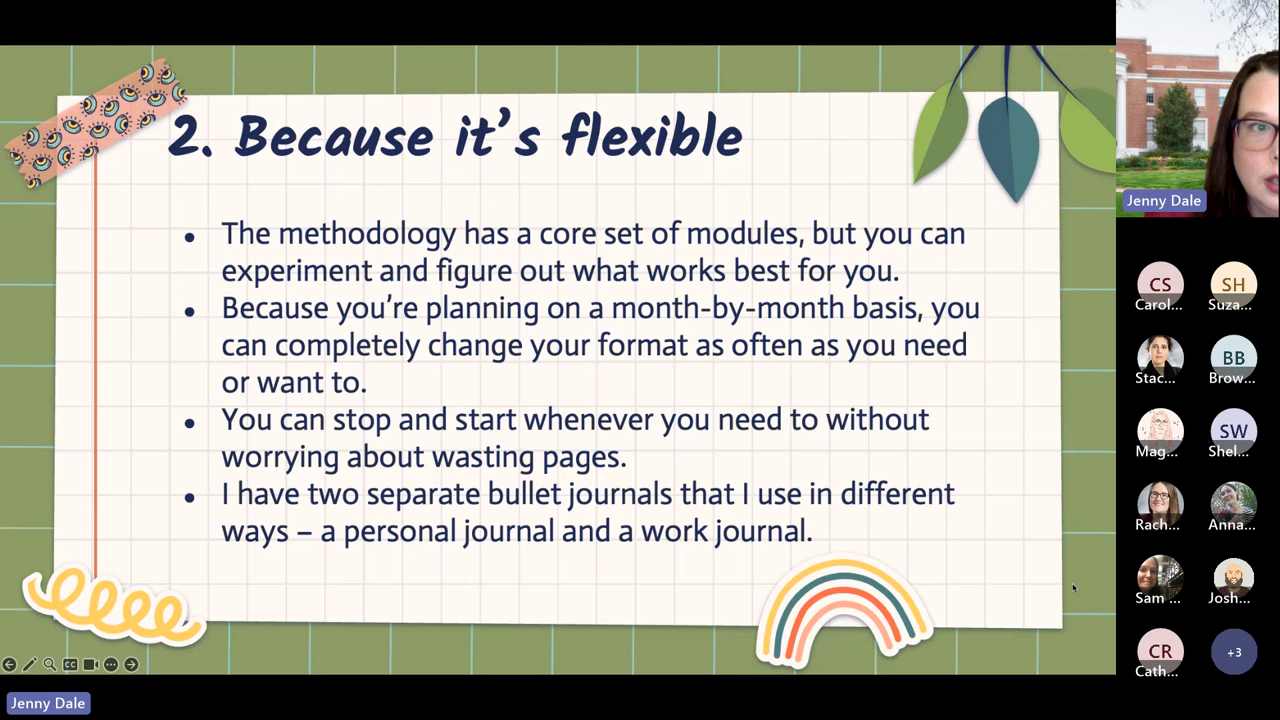 2. Because it's flexible
• The methodology has a core set of modules, but you can
experiment and figure out what works best for you.
• Because you're planning on a month-by-month basis, you
can completely change your format as often as you need
or want to.
• You can stop and start whenever you need to without
worrying about wasting pages.
• I have two separate bullet journals that I use in different
ways – a personal journal and a work journal.
CC
Jenny Dale
Jenny Dale
CS
SH
Carol...
Suza...
BB
Stac...
Brow...
SW
Mag...
Shel...
Rach...
Anna...
Sam ...
Josh...
CR
+3
Cath...